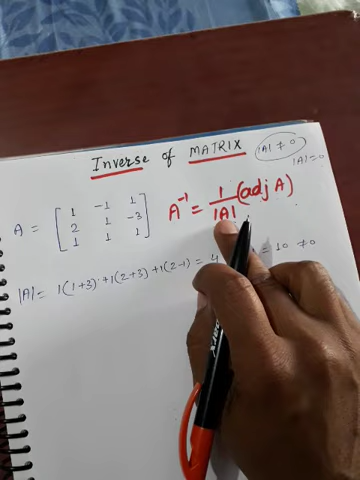 Inverse of MATRIX
|A| ≠ 0
|A| = 0
A = [ 1 -1 1
2 1 -3
1 1 1 ]
A⁻¹ = 1/|A| (adj A)
|A| = 1(1+3) + 1(2+3) + 1(2-1) = 4 = 10 ≠ 0